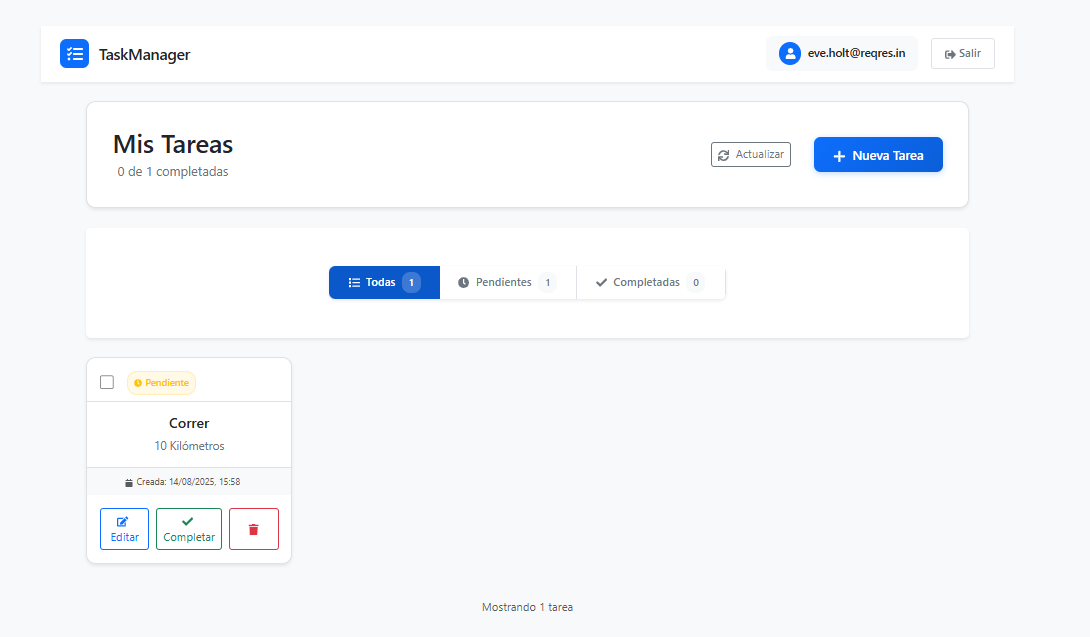 TaskManager
eve.holt@reqres.in
Salir
Mis Tareas
0 de 1 completadas
Actualizar
Nueva Tarea
Todas 1
Pendientes 1
Completadas 0
Pendiente
Correr
10 Kilómetros
Creada: 14/08/2025, 15:58
Editar
Completar
Mostrando 1 tarea